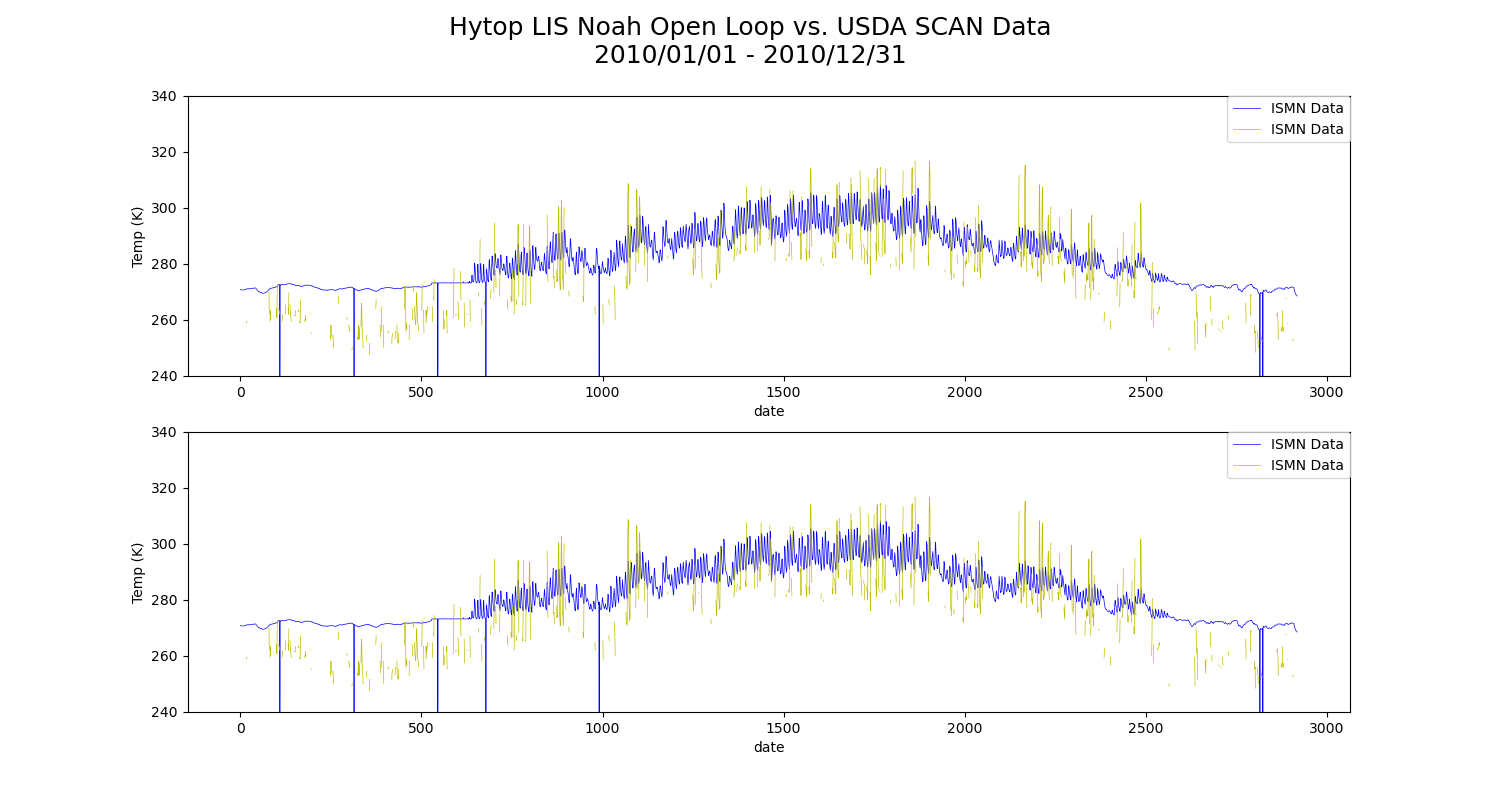 Hytop LIS Noah Open Loop vs. USDA SCAN Data
2010/01/01 - 2010/12/31
340
320
300
280
260
240
Temp (K)
ISMN Data
ISMN Data
0 500 1000 1500 2000 2500 3000
date
340
320
300
280
260
240
Temp (K)
ISMN Data
ISMN Data
0 500 1000 1500 2000 2500 3000
date